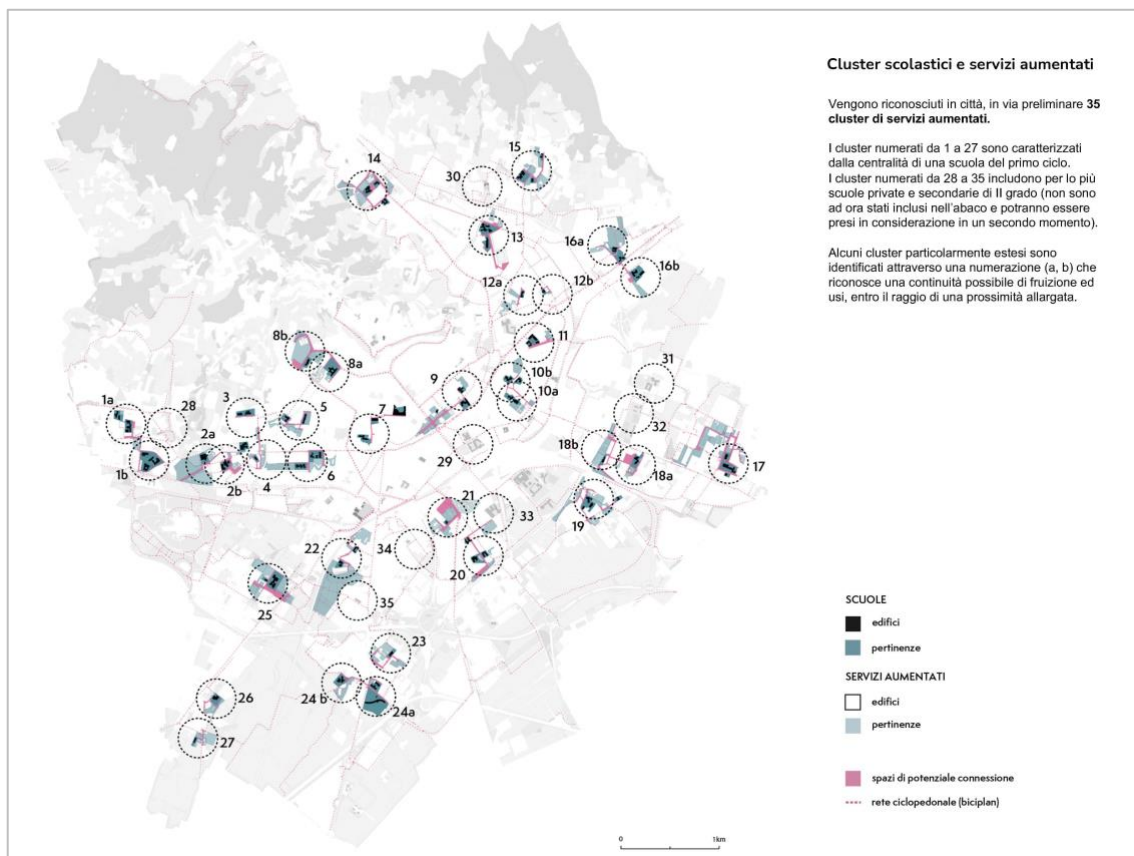 Cluster scolastici e servizi aumentati
Vengono riconosciuti in città, in via preliminare 35
cluster di servizi aumentati.
I cluster numerati da 1 a 27 sono caratterizzati
dalla centralità di una scuola del primo ciclo.
I cluster numerati da 28 a 35 includono per lo più
scuole private e secondarie di II grado (non sono
ad ora stati inclusi nell'abaco e potranno essere
presi in considerazione in un secondo momento).
Alcuni cluster particolarmente estesi sono
identificati attraverso una numerazione (a, b) che
riconosce una continuità possibile di fruizione ed
usi, entro il raggio di una prossimità allargata.
15
14
30
13
16a
16b
12a
12b
8b
8a
11
31
9
10b
10a
1a
28
3
5
7
32
2a
29
18b
1b
2b
4
6
18a
17
21
33
19
22
34
20
25
35
23
24 b
24a
26
27
SCUOLE
edifici
pertinenze
SERVIZI AUMENTATI
edifici
pertinenze
spazi di potenziale connessione
rete ciclopedonale (biciplan)
0
1km